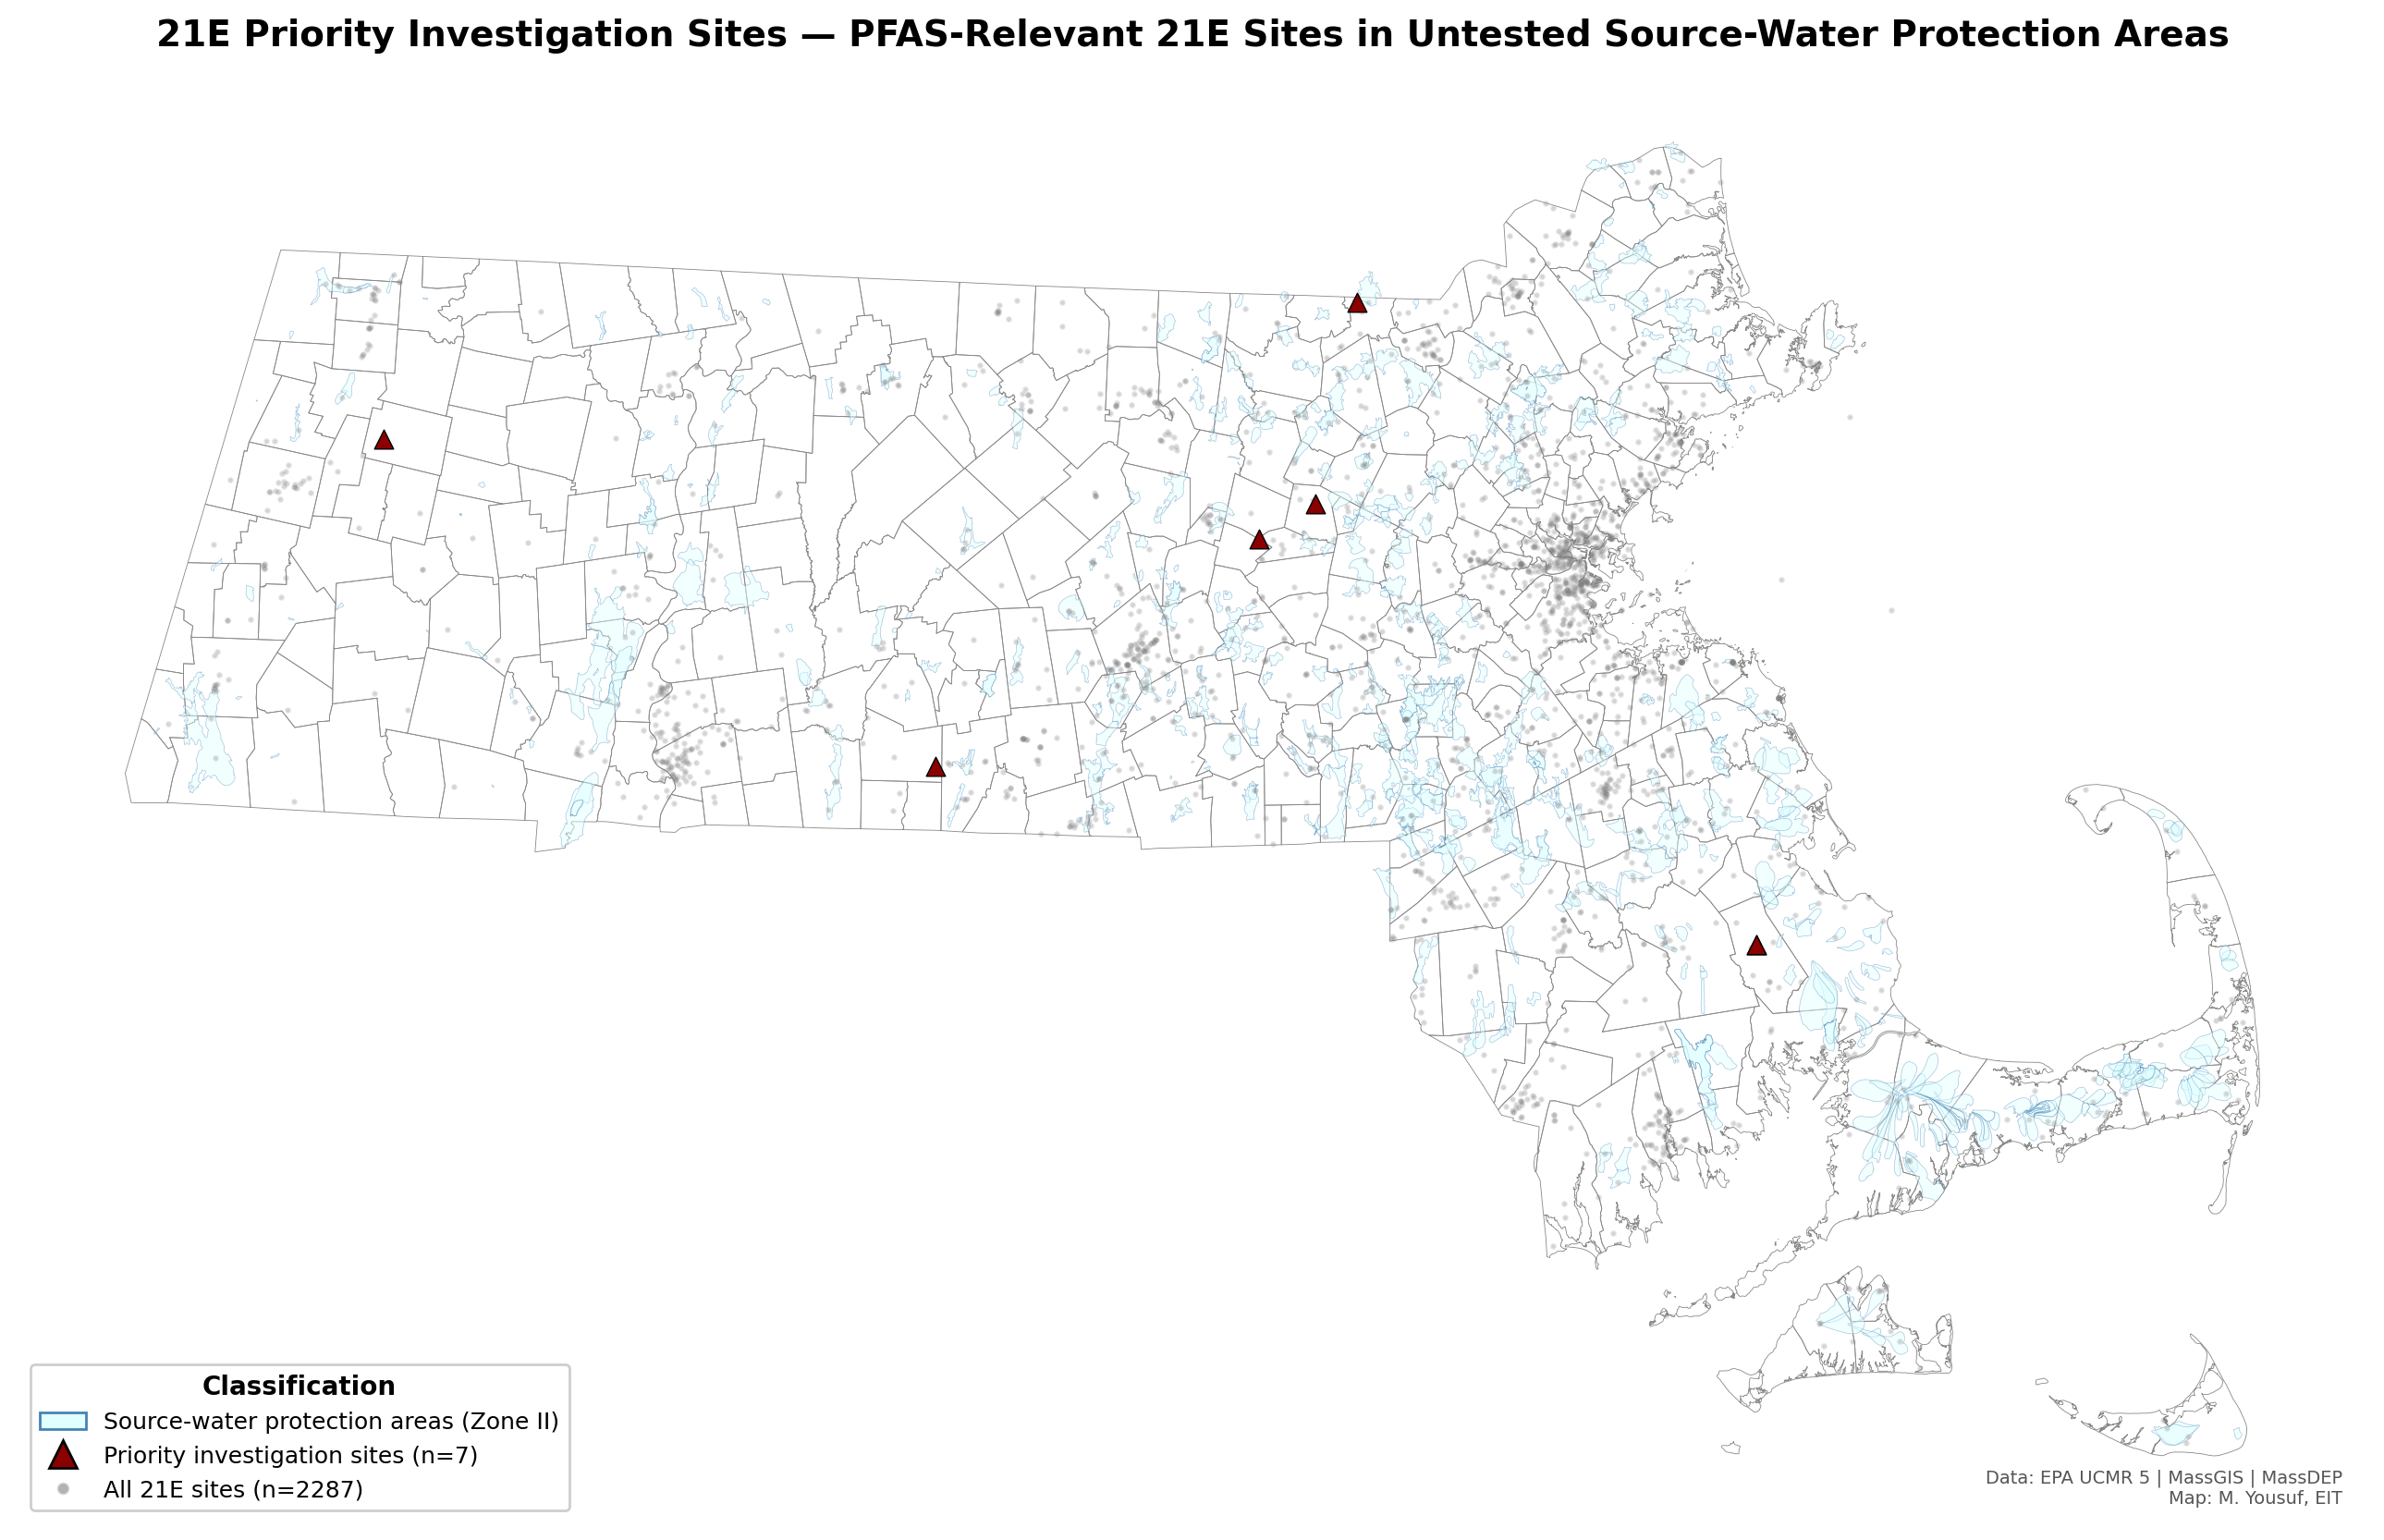 21E Priority Investigation Sites — PFAS-Relevant 21E Sites in Untested Source-Water Protection Areas
Classification
Source-water protection areas (Zone II)
Priority investigation sites (n=7)
All 21E sites (n=2287)
Data: EPA UCMR 5 | MassGIS | MassDEP
Map: M. Yousuf, EIT